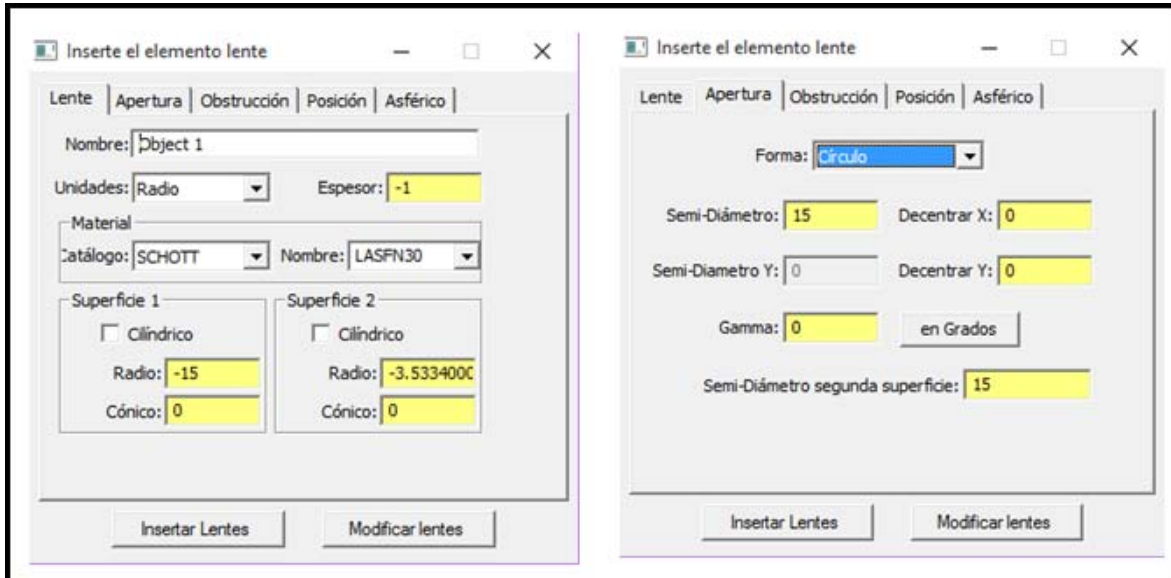 Inserte el elemento lente
Lente Apertura Obstrucción Posición Asférico
Nombre: Object 1
Unidades: Radio Espesor: -1
Material
Catálogo: SCHOTT Nombre: LASFN30
Superficie 1 Superficie 2
Cilíndrico Cilíndrico
Radio: -15 Radio: -3.5334000
Cónico: 0 Cónico: 0
Insertar Lentes Modificar lentes
Inserte el elemento lente
Lente Apertura Obstrucción Posición Asférico
Forma: Círculo
Semi-Diámetro: 15 Decentrar X: 0
Semi-Diametro Y: 0 Decentrar Y: 0
Gamma: 0 en Grados
Semi-Diámetro segunda superficie: 15
Insertar Lentes Modificar lentes